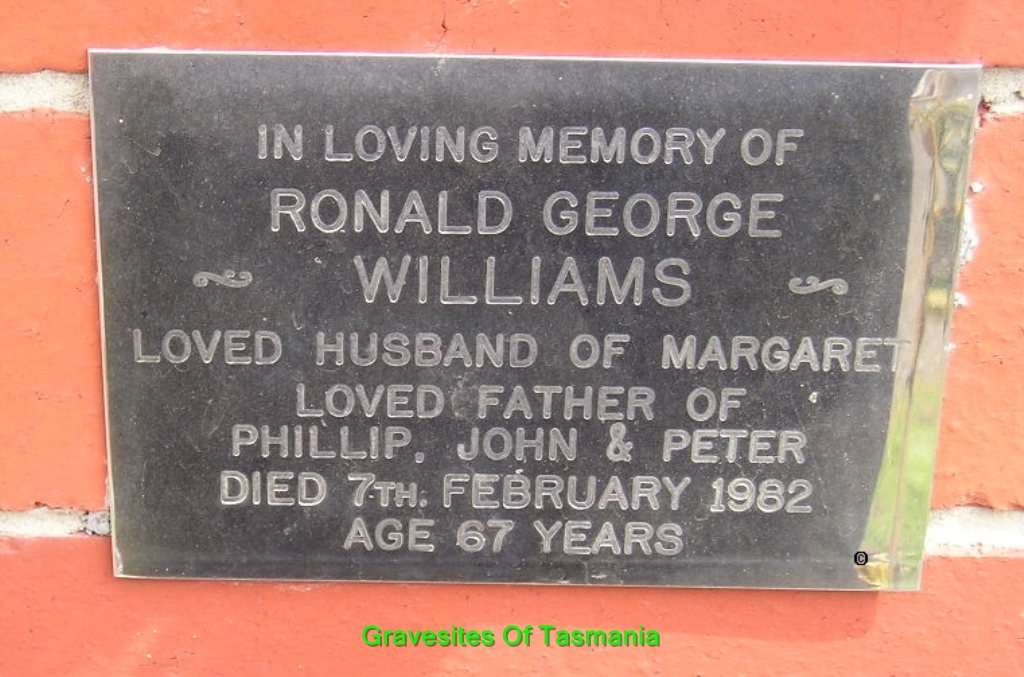 IN LOVING MEMORY OF
RONALD GEORGE
WILLIAMS
LOVED HUSBAND OF MARGARET
LOVED FATHER OF
PHILLIP, JOHN & PETER
DIED 7TH. FEBRUARY 1982
AGE 67 YEARS
©
Gravesites Of Tasmania